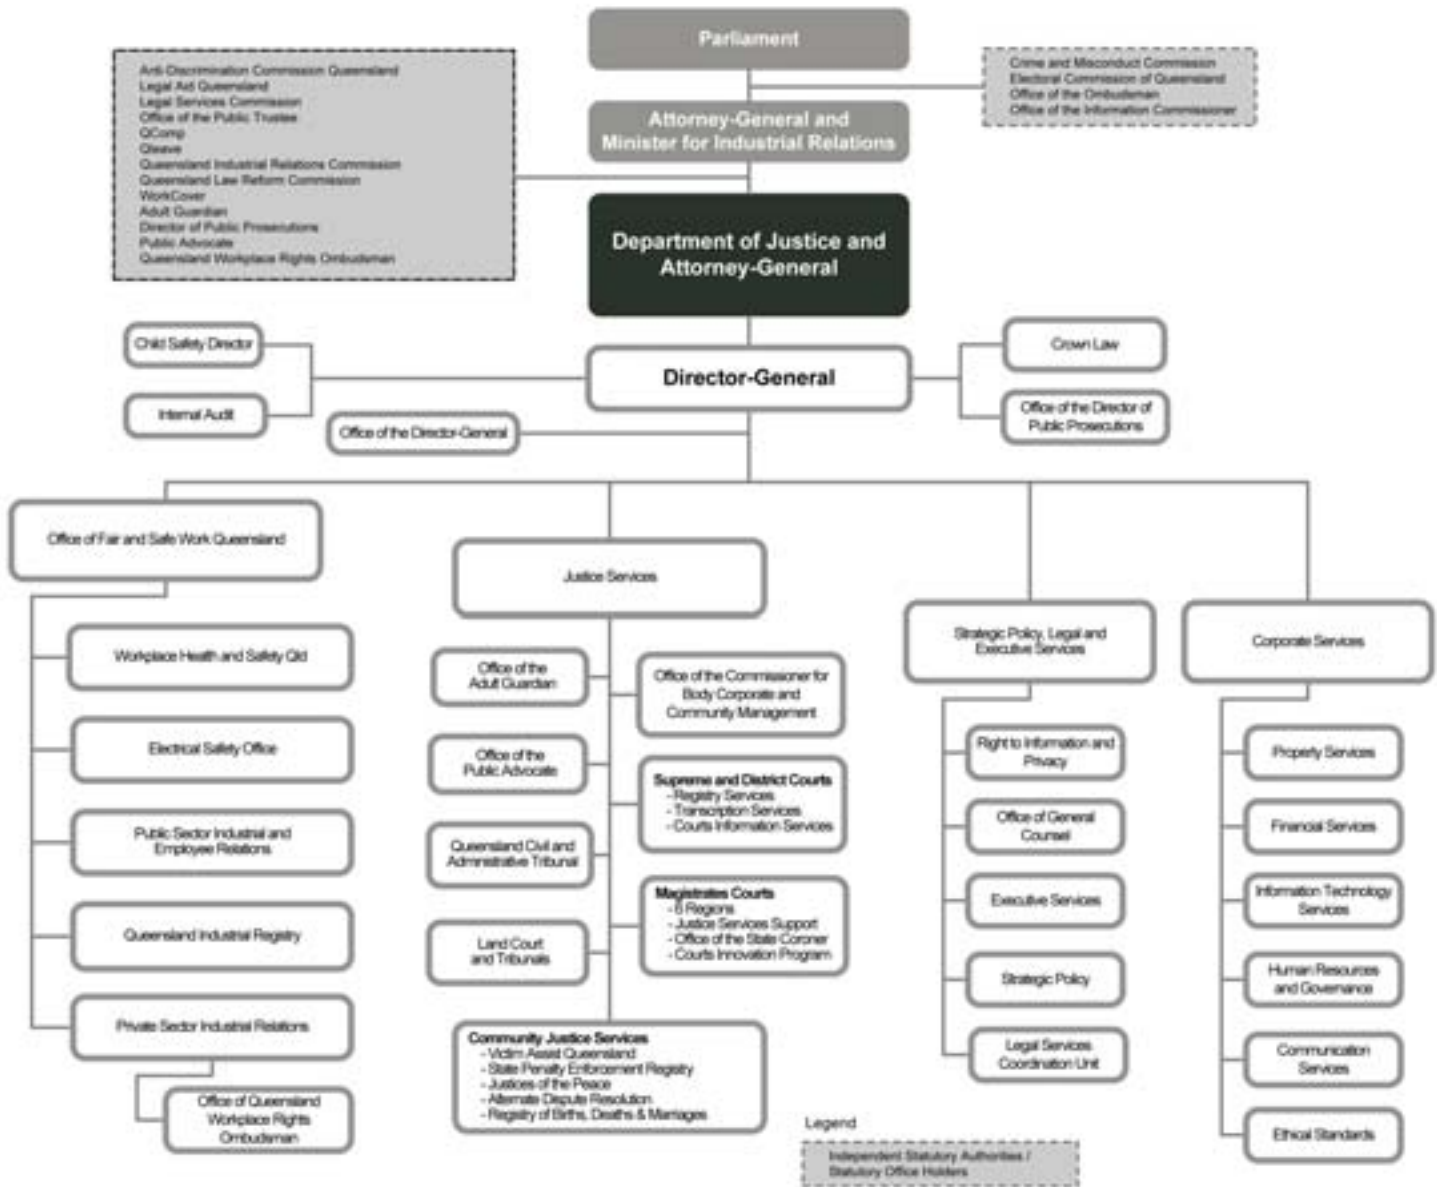 Parliament
Anti-Discrimination Commission Queensland
Legal Aid Queensland
Legal Services Commission
Office of the Public Trustee
QComp
Qleave
Queensland Industrial Relations Commission
Queensland Law Reform Commission
WorkCover
Adult Guardian
Director of Public Prosecutions
Public Advocate
Queensland Workplace Rights Ombudsman
Crime and Misconduct Commission
Electoral Commission of Queensland
Office of the Ombudsman
Office of the Information Commissioner
Attorney-General and
Minister for Industrial Relations
Department of Justice and
Attorney-General
Child Safety Director
Internal Audit
Director-General
Crown Law
Office of the Director of
Public Prosecutions
Office of the Director-General
Office of Fair and Safe Work Queensland
Workplace Health and Safety Qld
Electrical Safety Office
Public Sector Industrial and
Employee Relations
Queensland Industrial Registry
Private Sector Industrial Relations
Office of Queensland
Workplace Rights
Ombudsman
Justice Services
Office of the
Adult Guardian
Office of the
Public Advocate
Queensland Civil and
Administrative Tribunal
Land Court
and Tribunals
Office of the Commissioner for
Body Corporate and
Community Management
Supreme and District Courts
- Registry Services
- Transcription Services
- Courts Information Services
Magistrates Courts
- 6 Regions
- Justice Services Support
- Office of the State Coroner
- Courts Innovation Program
Community Justice Services
- Victim Assist Queensland
- State Penalty Enforcement Registry
- Justices of the Peace
- Alternate Dispute Resolution
- Registry of Births, Deaths & Marriages
Strategic Policy, Legal and
Executive Services
Right to Information and
Privacy
Office of General
Counsel
Executive Services
Strategic Policy
Legal Services
Coordination Unit
Corporate Services
Property Services
Financial Services
Information Technology
Services
Human Resources
and Governance
Communication
Services
Ethical Standards
Legend
Independent Statutory Authorities /
Statutory Office Holders